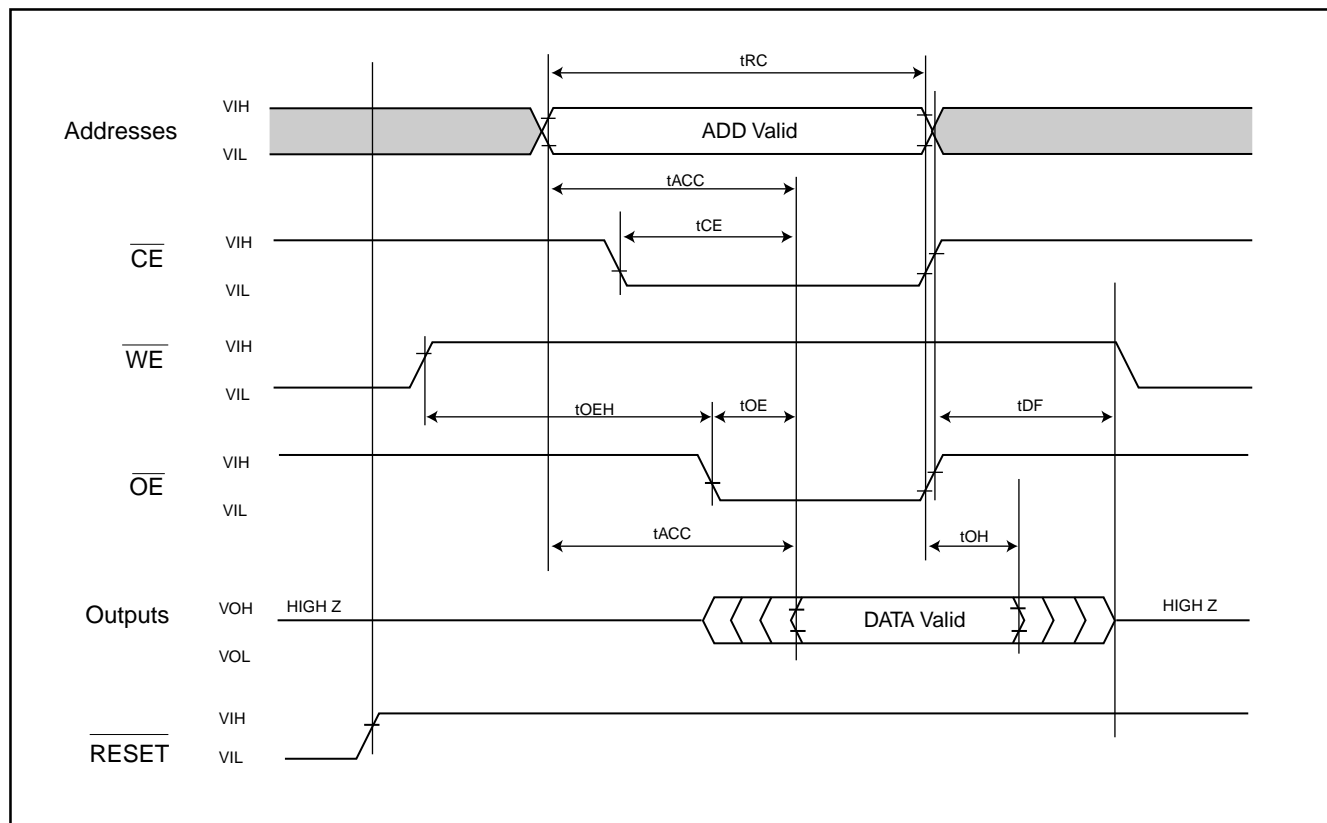 tRC
Addresses
VIH
VIL
ADD Valid
tACC
tCE
CE
VIH
VIL
WE
VIH
VIL
tOEH
tOE
tDF
OE
VIH
VIL
tACC
tOH
Outputs
VOH
VOL
HIGH Z
DATA Valid
HIGH Z
RESET
VIH
VIL